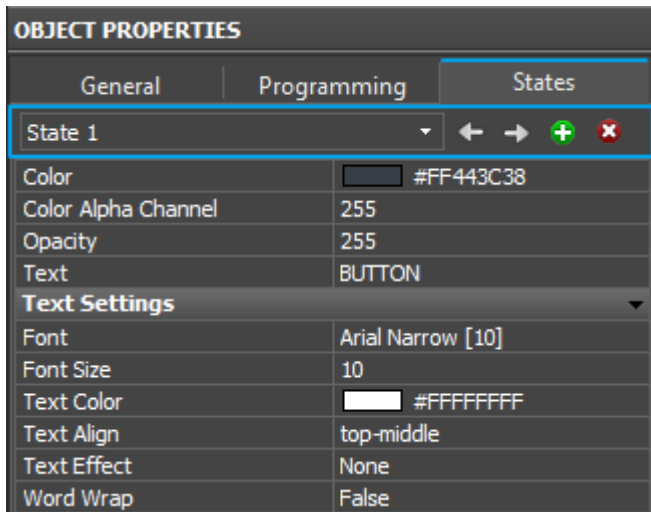 OBJECT PROPERTIES
General Programming States
State 1
Color #FF443C38
Color Alpha Channel 255
Opacity 255
Text BUTTON
Text Settings
Font Arial Narrow [10]
Font Size 10
Text Color #FFFFFFFF
Text Align top-middle
Text Effect None
Word Wrap False